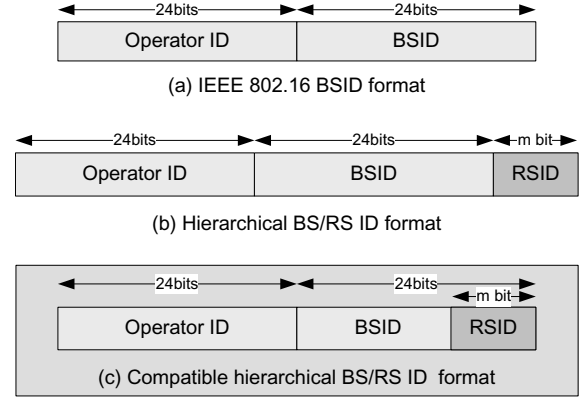 24bits 24bits
Operator ID BSID
(a) IEEE 802.16 BSID format
24bits 24bits m bit
Operator ID BSID RSID
(b) Hierarchical BS/RS ID format
24bits 24bits
m bit
Operator ID BSID RSID
(c) Compatible hierarchical BS/RS ID format